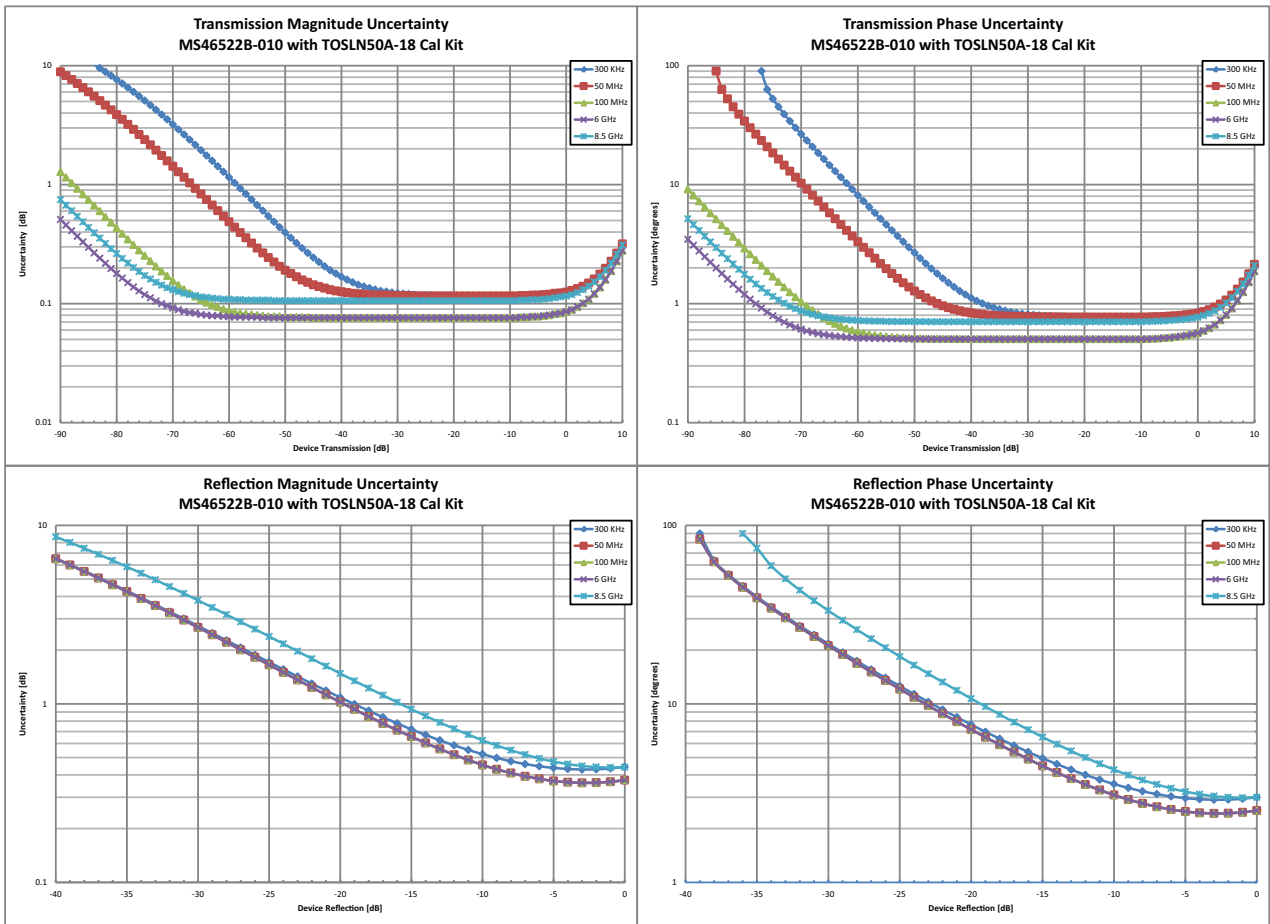 Transmission Magnitude Uncertainty
MS46522B-010 with TOSLN50A-18 Cal Kit
10
1
0.1
0.01
Uncertainty [dB]
-90 -80 -70 -60 -50 -40 -30 -20 -10 0 10
Device Transmission [dB]
300 KHz
50 MHz
100 MHz
6 GHz
8.5 GHz
Transmission Phase Uncertainty
MS46522B-010 with TOSLN50A-18 Cal Kit
100
10
1
0.1
Uncertainty [degrees]
-90 -80 -70 -60 -50 -40 -30 -20 -10 0 10
Device Transmission [dB]
300 KHz
50 MHz
100 MHz
6 GHz
8.5 GHz
Reflection Magnitude Uncertainty
MS46522B-010 with TOSLN50A-18 Cal Kit
10
1
0.1
Uncertainty [dB]
-40 -35 -30 -25 -20 -15 -10 -5 0
Device Reflection [dB]
300 KHz
50 MHz
100 MHz
6 GHz
8.5 GHz
Reflection Phase Uncertainty
MS46522B-010 with TOSLN50A-18 Cal Kit
100
10
1
Uncertainty [degrees]
-40 -35 -30 -25 -20 -15 -10 -5 0
Device Reflection [dB]
300 KHz
50 MHz
100 MHz
6 GHz
8.5 GHz